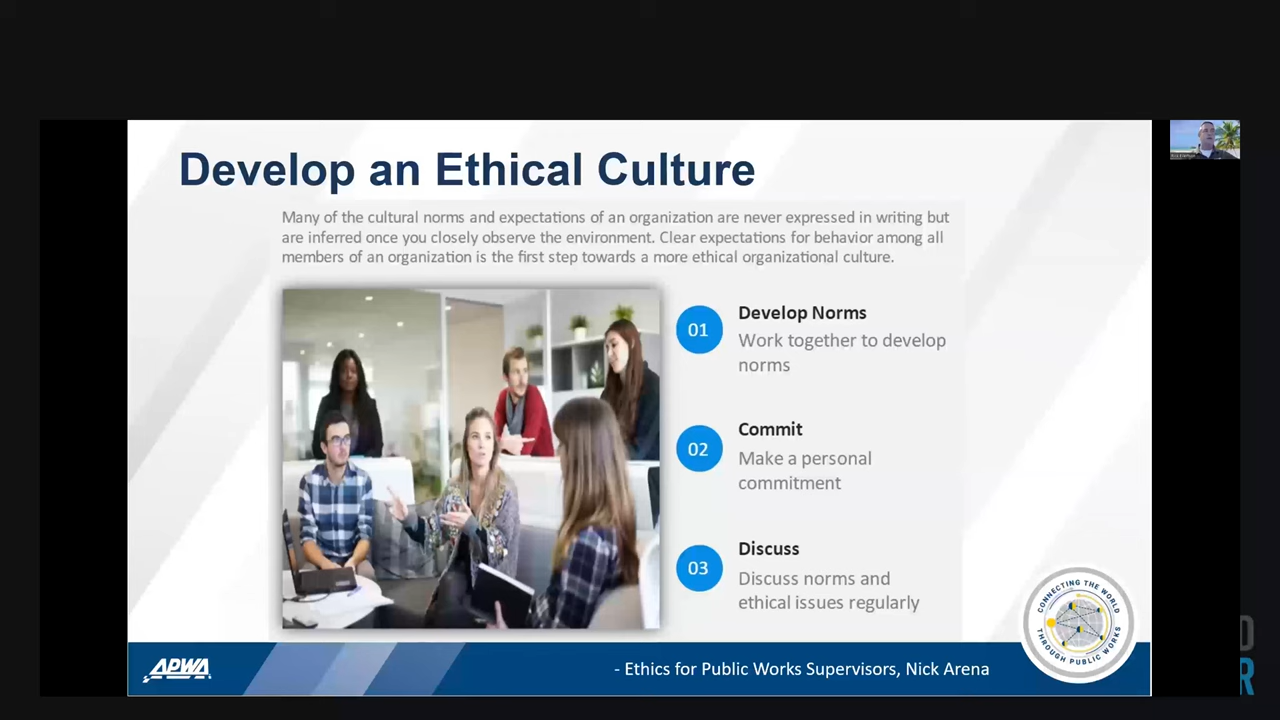 Develop an Ethical Culture
Many of the cultural norms and expectations of an organization are never expressed in writing but
are inferred once you closely observe the environment. Clear expectations for behavior among all
members of an organization is the first step towards a more ethical organizational culture.
01
Develop Norms
Work together to develop
norms
02
Commit
Make a personal
commitment
03
Discuss
Discuss norms and
ethical issues regularly
CONNECTING THE WORLD
THROUGH PUBLIC WORKS
APWA
- Ethics for Public Works Supervisors, Nick Arena
D
R